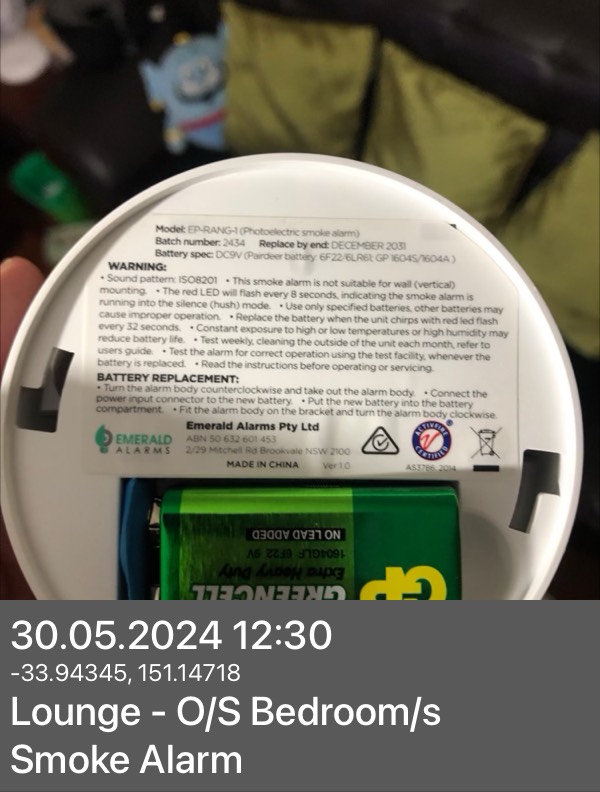 Model: EP-RANG-1 (Photoelectric smoke alarm)
Batch number: 2434 Replace by end: DECEMBER 2031
Battery spec: DC9V (Pairdeer battery: 6F22/6LR61; GP 1604S/1604A)
WARNING:
• Sound pattern: ISO8201 • This smoke alarm is not suitable for wall (vertical)
mounting. • The red LED will flash every 8 seconds, indicating the smoke alarm is
running into the silence (hush) mode. • Use only specified batteries, other batteries may
cause improper operation. • Replace the battery when the unit chirps with red led flash
every 32 seconds. • Constant exposure to high or low temperatures or high humidity may
reduce battery life. • Test weekly, cleaning the outside of the unit each month, refer to
users guide. • Test the alarm for correct operation using the test facility, whenever the
battery is replaced. • Read the instructions before operating or servicing.
BATTERY REPLACEMENT:
• Turn the alarm body counterclockwise and take out the alarm body. • Connect the
power input connector to the new battery. • Put the new battery into the battery
compartment. • Fit the alarm body on the bracket and turn the alarm body clockwise.
EMERALD
ALARMS
Emerald Alarms Pty Ltd
ABN 50 632 601 453
2/29 Mitchell Rd Brookvale NSW 2100
MADE IN CHINA Ver:1.0
ACTIVFIRE
CERTIFIED
AS3786: 2014
NO LEAD ADDED
1604GLF 6F22 9V
Extra Heavy Duty
GREENCELL
GP
30.05.2024 12:30
-33.94345, 151.14718
Lounge - O/S Bedroom/s
Smoke Alarm